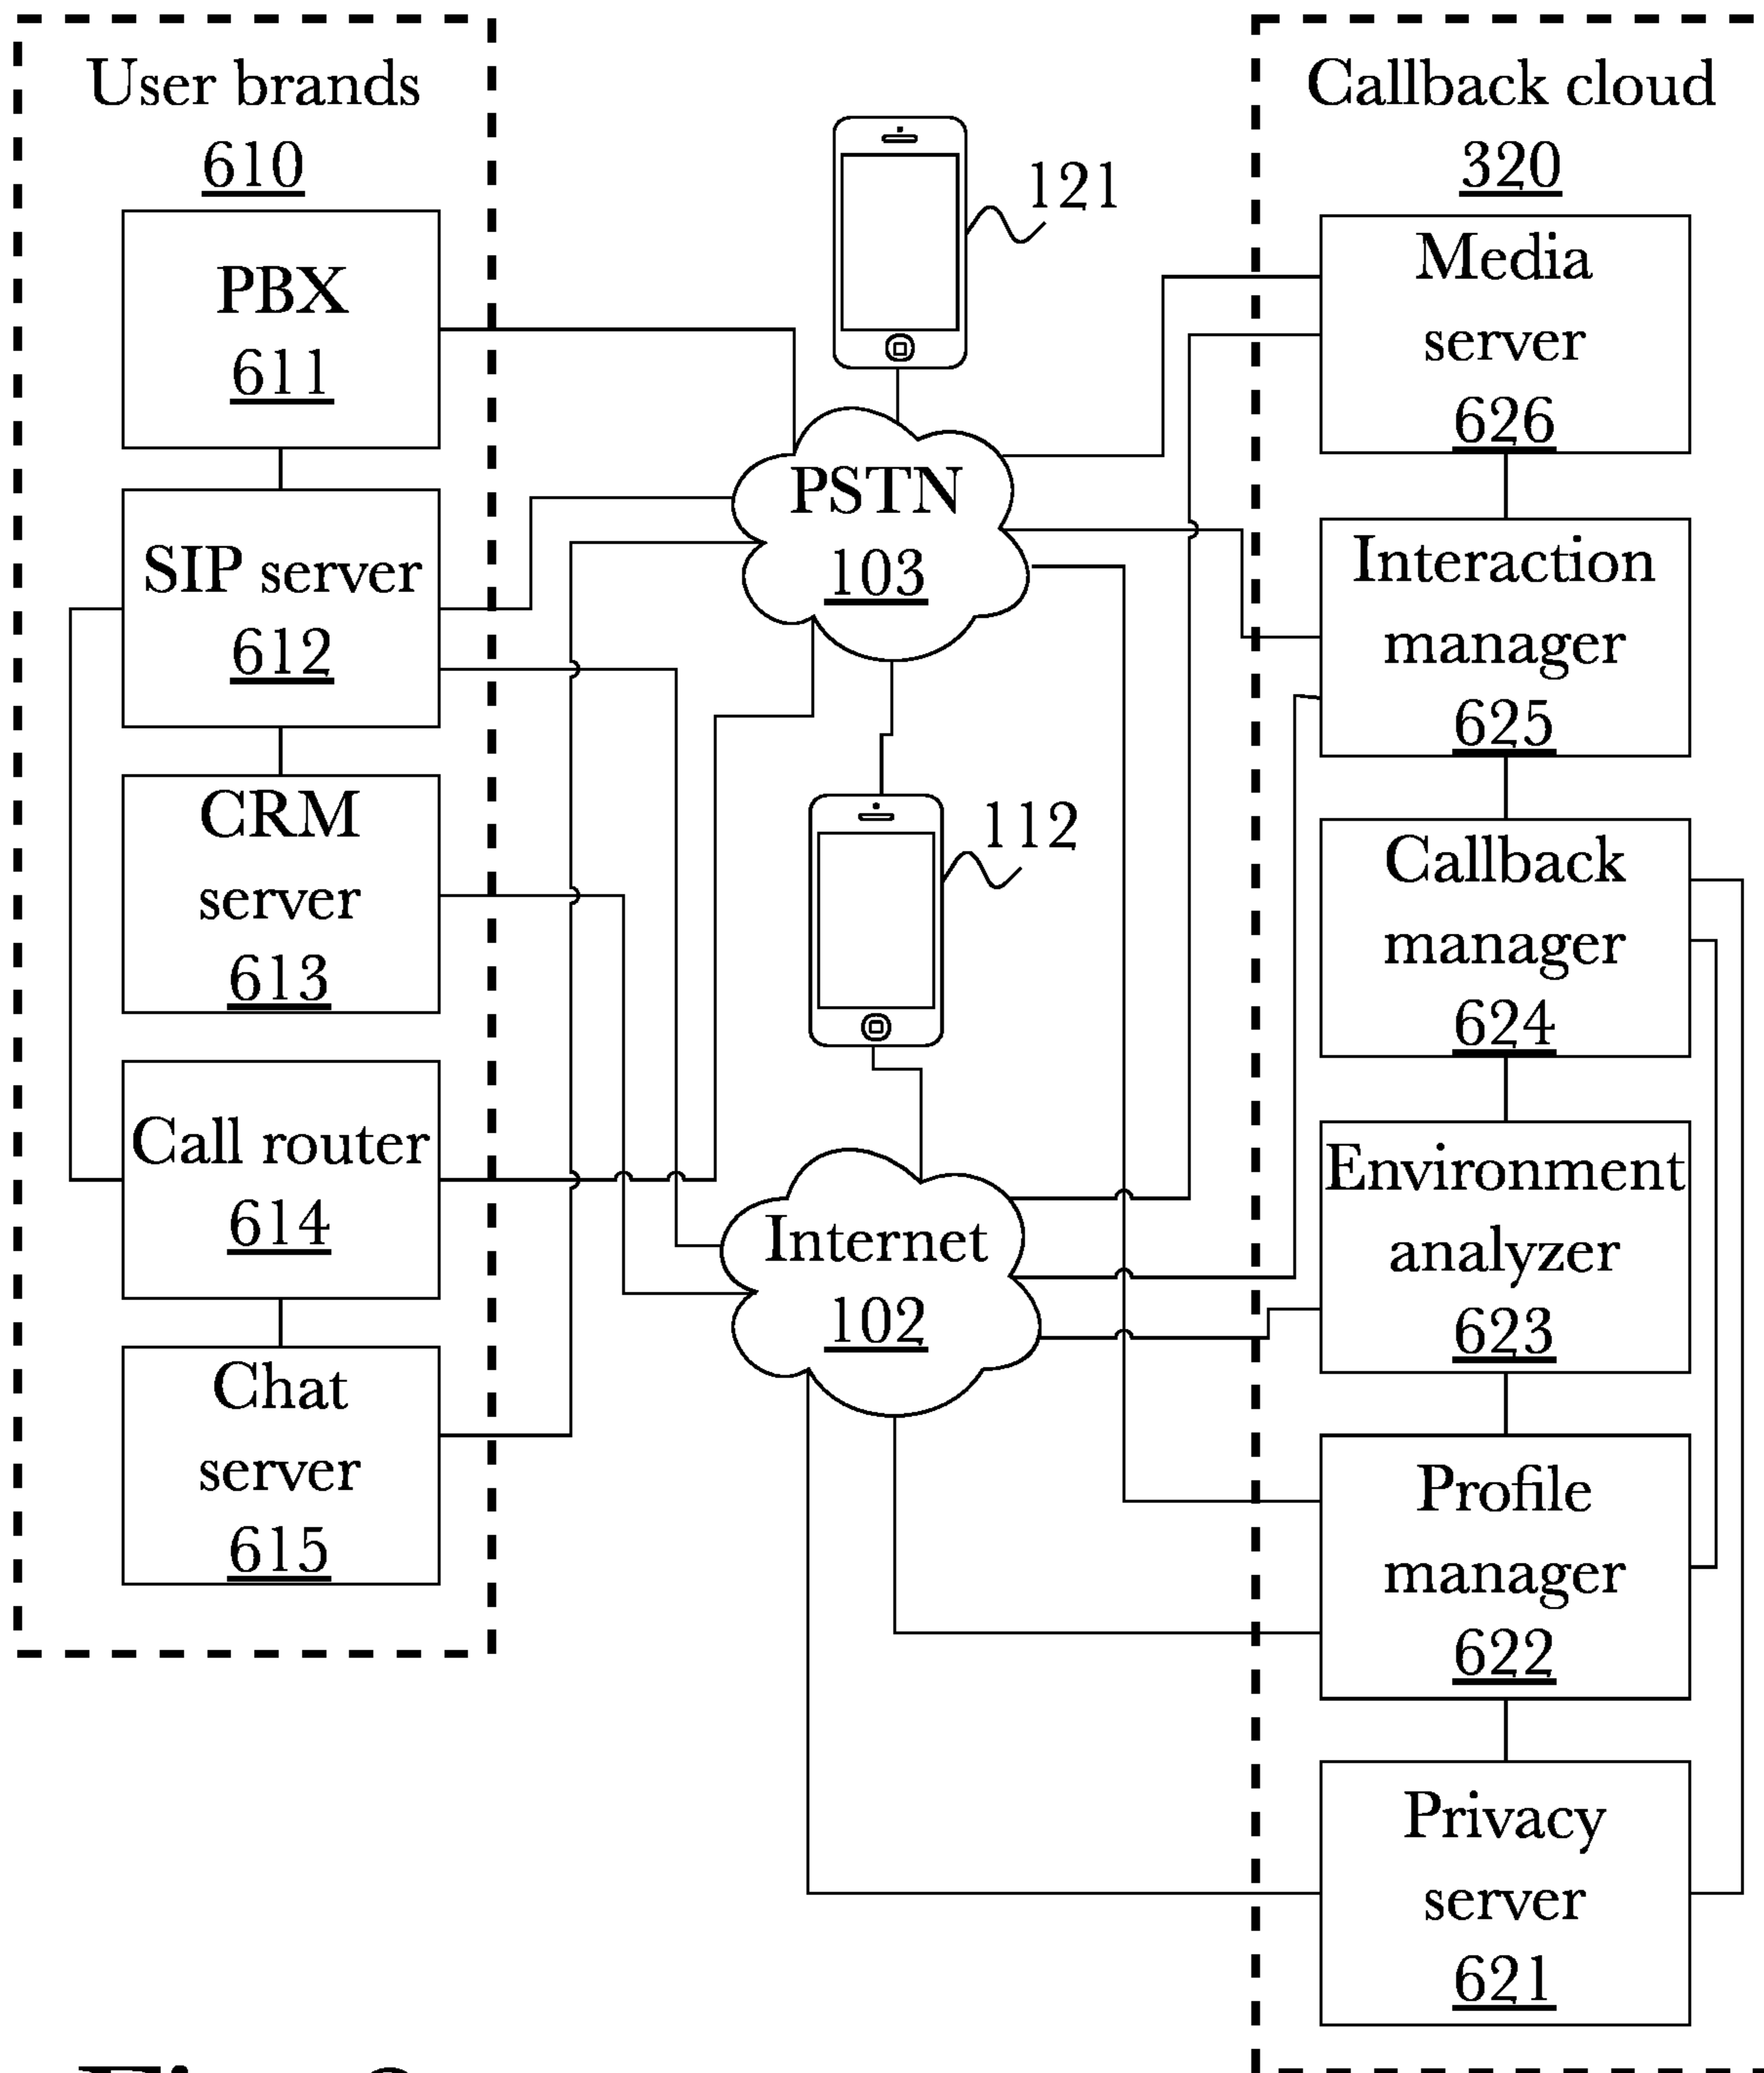 User brands
610
PBX
611
SIP server
612
CRM
server
613
Call router
614
Chat
server
615
121
PSTN
103
112
Internet
102
Callback cloud
320
Media
server
626
Interaction
manager
625
Callback
manager
624
Environment
analyzer
623
Profile
manager
622
Privacy
server
621